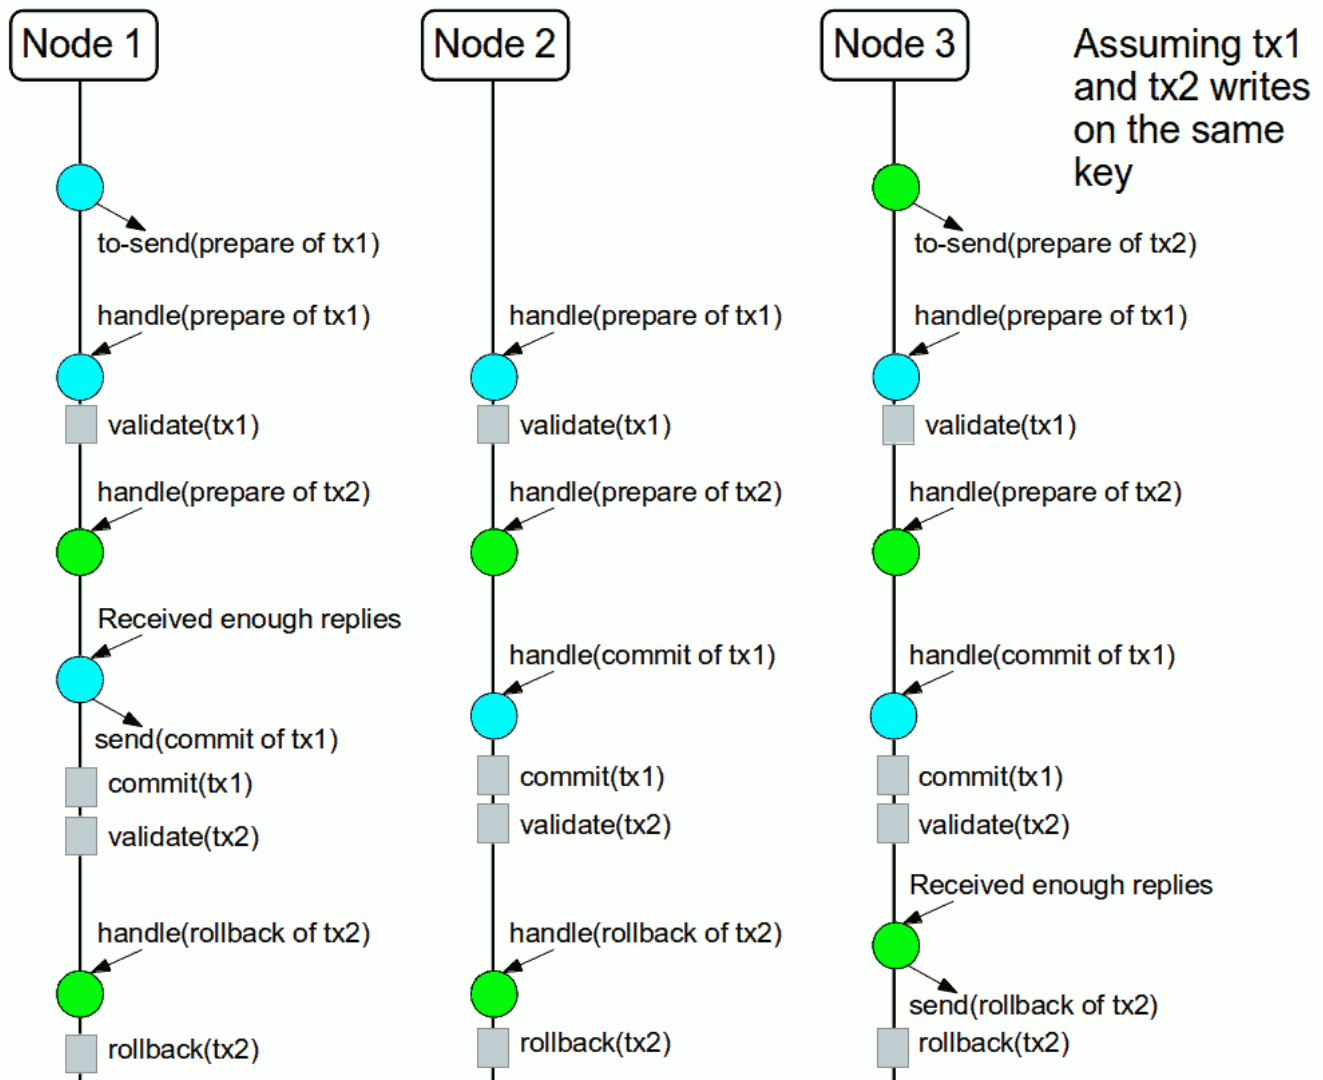 Node 1
Node 2
Node 3
Assuming tx1
and tx2 writes
on the same
key
to-send(prepare of tx1)
to-send(prepare of tx2)
handle(prepare of tx1)
handle(prepare of tx1)
handle(prepare of tx1)
validate(tx1)
validate(tx1)
validate(tx1)
handle(prepare of tx2)
handle(prepare of tx2)
handle(prepare of tx2)
Received enough replies
handle(commit of tx1)
handle(commit of tx1)
send(commit of tx1)
commit(tx1)
commit(tx1)
commit(tx1)
validate(tx2)
validate(tx2)
validate(tx2)
Received enough replies
handle(rollback of tx2)
handle(rollback of tx2)
send(rollback of tx2)
rollback(tx2)
rollback(tx2)
rollback(tx2)